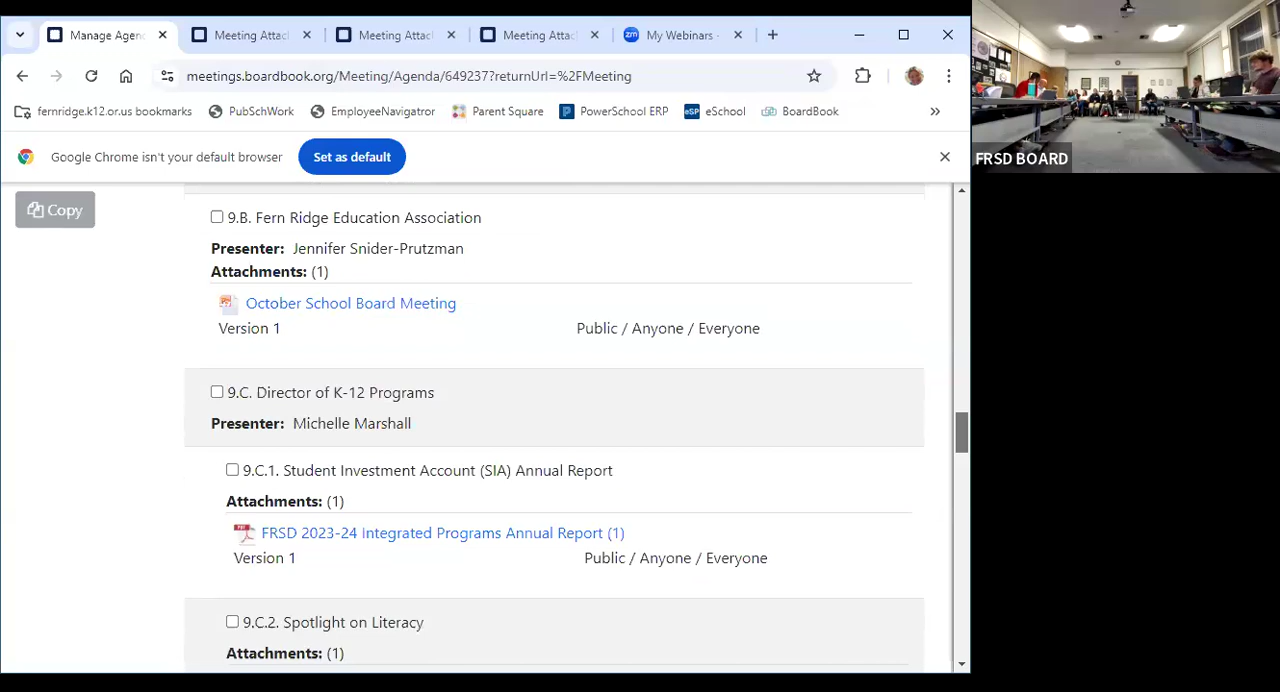 Manage Agen
Meeting Attac
Meeting Attac
Meeting Attac
zm
My Webinars -
meetings.boardbook.org/Meeting/Agenda/649237?returnUrl=%2FMeeting
fernridge.k12.or.us bookmarks
PubSchWork
EmployeeNavigator
Parent Square
PowerSchool ERP
eSP
eSchool
BoardBook
Google Chrome isn't your default browser
Set as default
Copy
9.B. Fern Ridge Education Association
Presenter: Jennifer Snider-Prutzman
Attachments: (1)
October School Board Meeting
Version 1
Public / Anyone / Everyone
9.C. Director of K-12 Programs
Presenter: Michelle Marshall
9.C.1. Student Investment Account (SIA) Annual Report
Attachments: (1)
FRSD 2023-24 Integrated Programs Annual Report (1)
Version 1
Public / Anyone / Everyone
9.C.2. Spotlight on Literacy
Attachments: (1)
FRSD BOARD